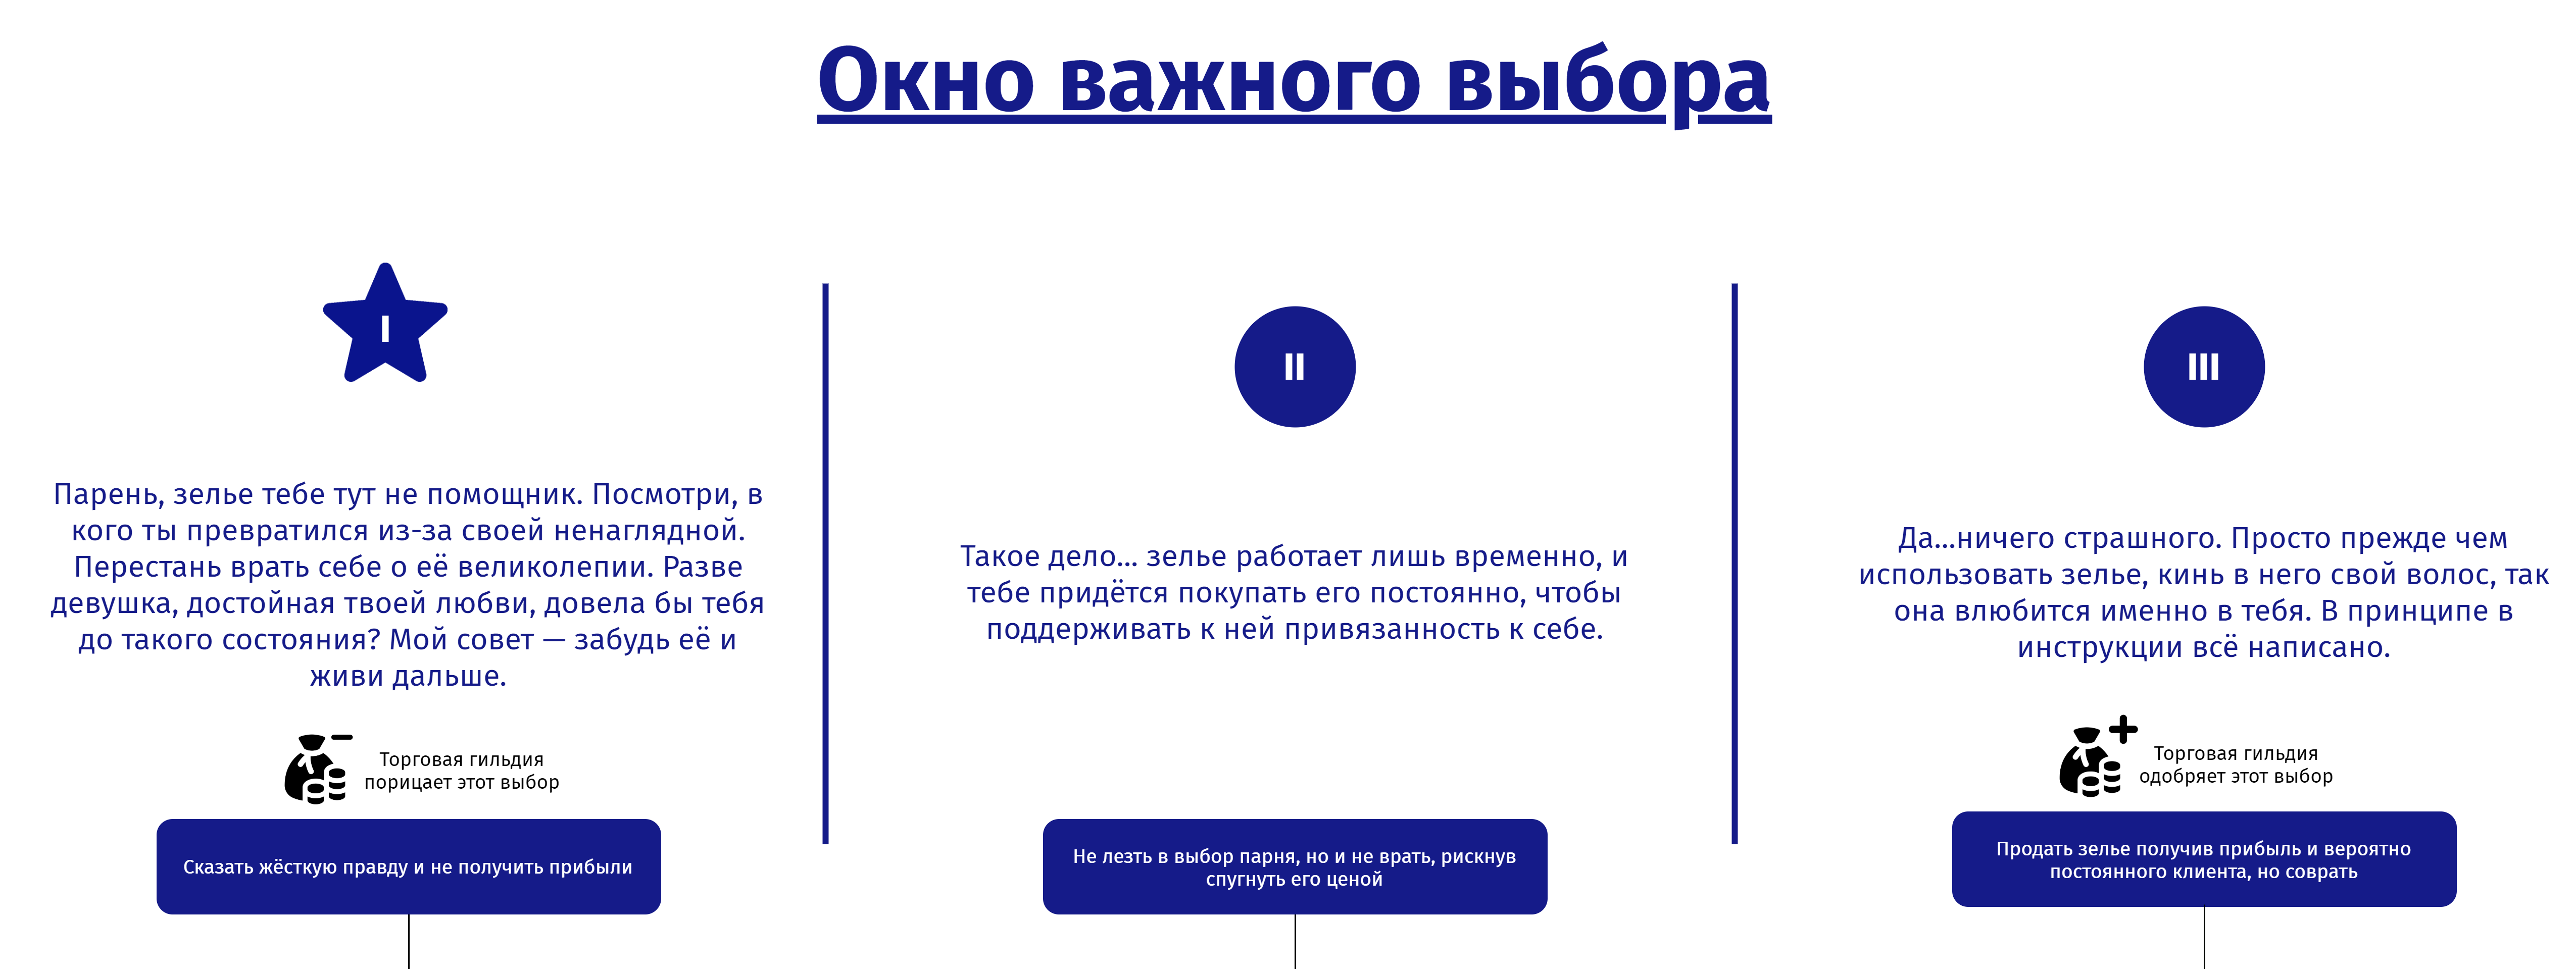 Окно важного выбора
I
Парень, зелье тебе тут не помощник. Посмотри, в
кого ты превратился из-за своей ненаглядной.
Перестань врать себе о её великолепии. Разве
девушка, достойная твоей любви, довела бы тебя
до такого состояния? Мой совет — забудь её и
живи дальше.
Торговая гильдия
порицает этот выбор
Сказать жёсткую правду и не получить прибыли
II
Такое дело... зелье работает лишь временно, и
тебе придётся покупать его постоянно, чтобы
поддерживать к ней привязанность к себе.
Не лезть в выбор парня, но и не врать, рискнув
спугнуть его ценой
III
Да...ничего страшного. Просто прежде чем
использовать зелье, кинь в него свой волос, так
она влюбится именно в тебя. В принципе в
инструкции всё написано.
Торговая гильдия
одобряет этот выбор
Продать зелье получив прибыль и вероятно
постоянного клиента, но соврать